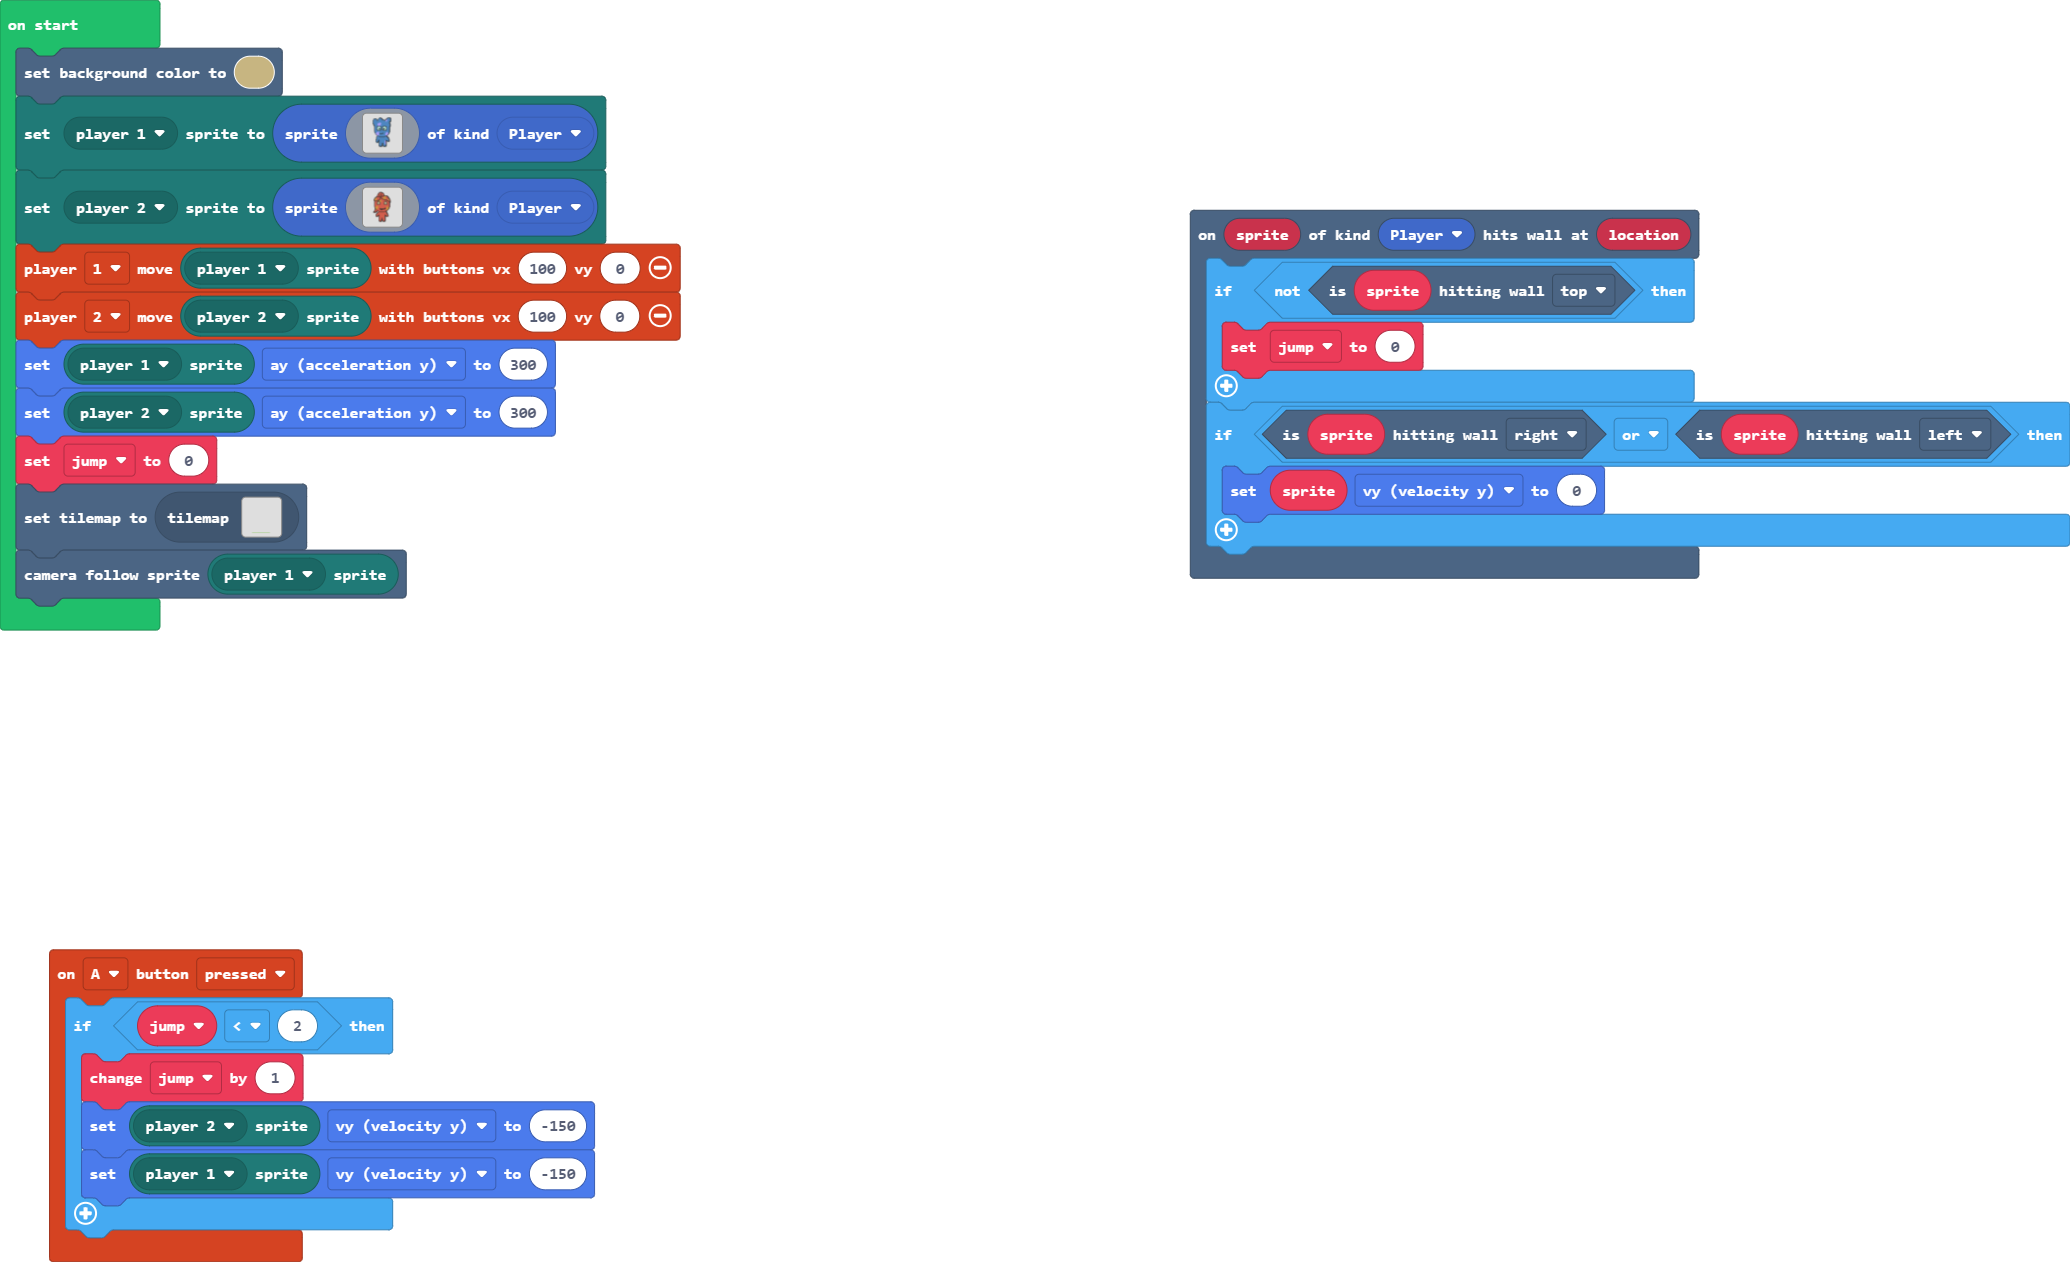 on start
set background color to
set player 1 sprite to sprite of kind Player
set player 2 sprite to sprite of kind Player
player 1 move player 1 sprite with buttons vx 100 vy 0
player 2 move player 2 sprite with buttons vx 100 vy 0
set player 1 sprite ay (acceleration y) to 300
set player 2 sprite ay (acceleration y) to 300
set jump to 0
set tilemap to tilemap
camera follow sprite player 1 sprite
on sprite of kind Player hits wall at location
if not is sprite hitting wall top then
set jump to 0
if is sprite hitting wall right or is sprite hitting wall left then
set sprite vy (velocity y) to 0
on A button pressed
if jump < 2 then
change jump by 1
set player 2 sprite vy (velocity y) to -150
set player 1 sprite vy (velocity y) to -150